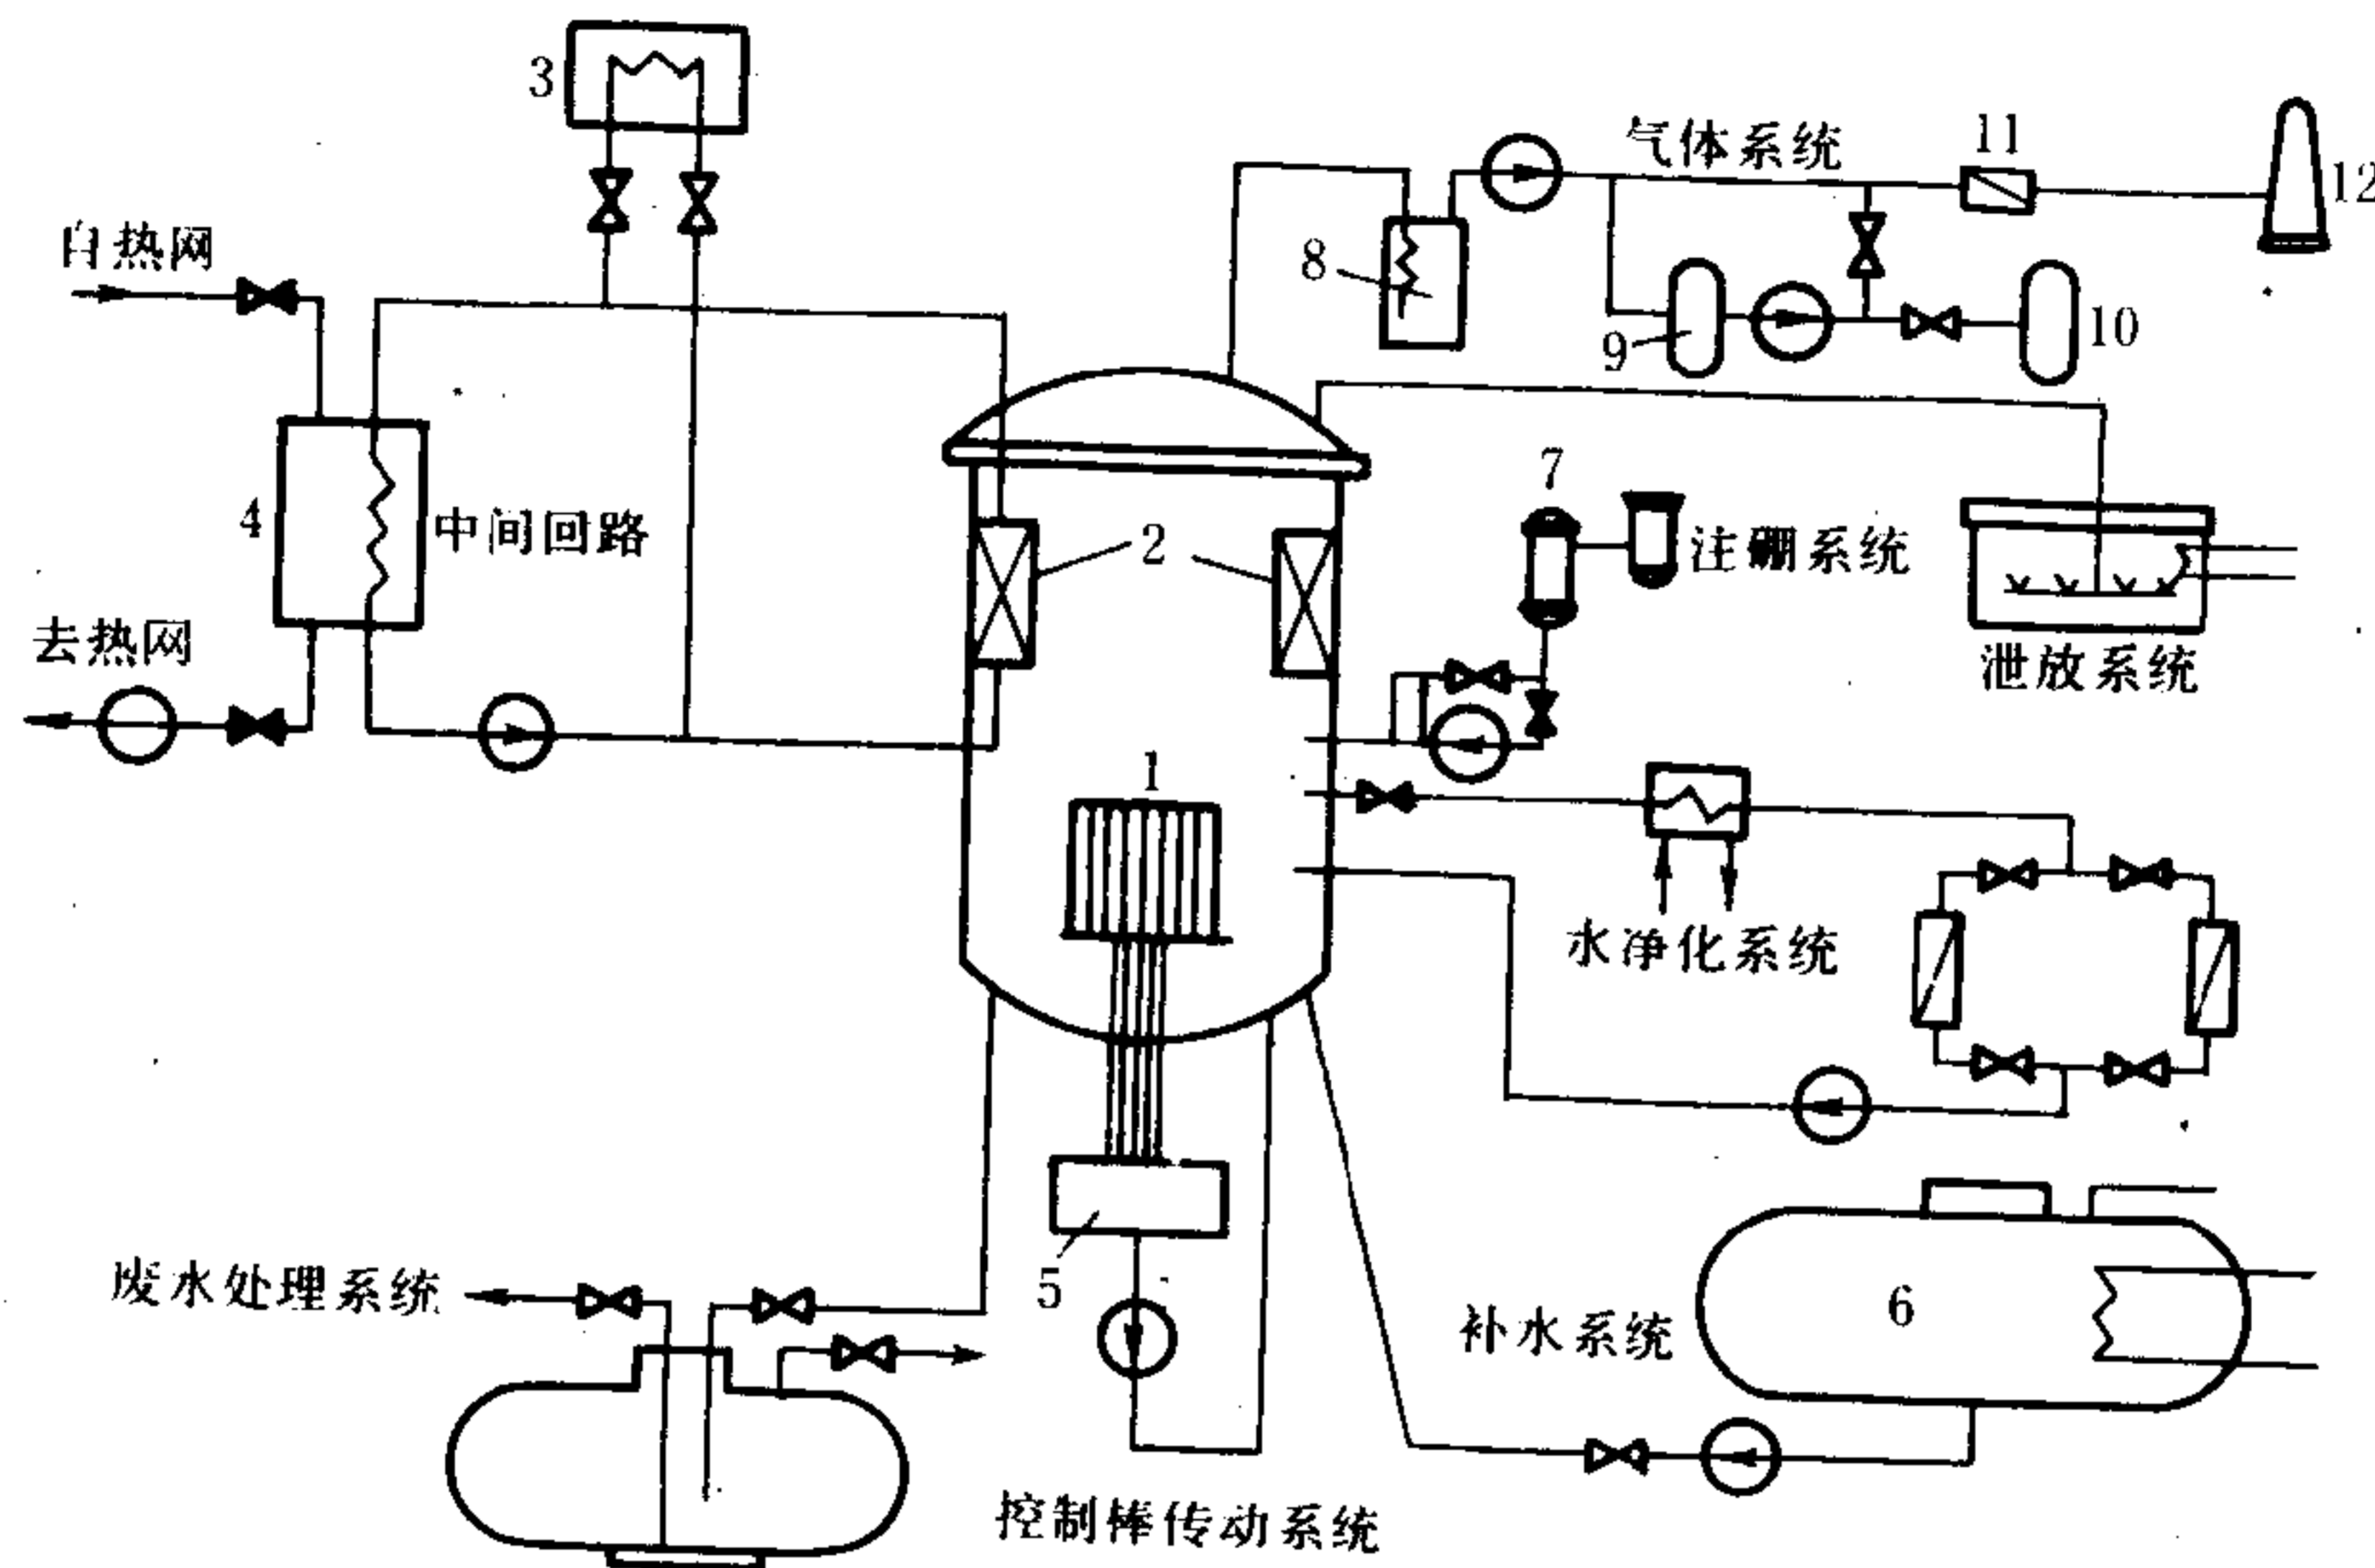 3
气体系统
11
12
自热网
8
9
10
4
中间回路
2
7
注硼系统
去热网
泄放系统
1
水净化系统
5
废水处理系统
6
补水系统
控制棒传动系统